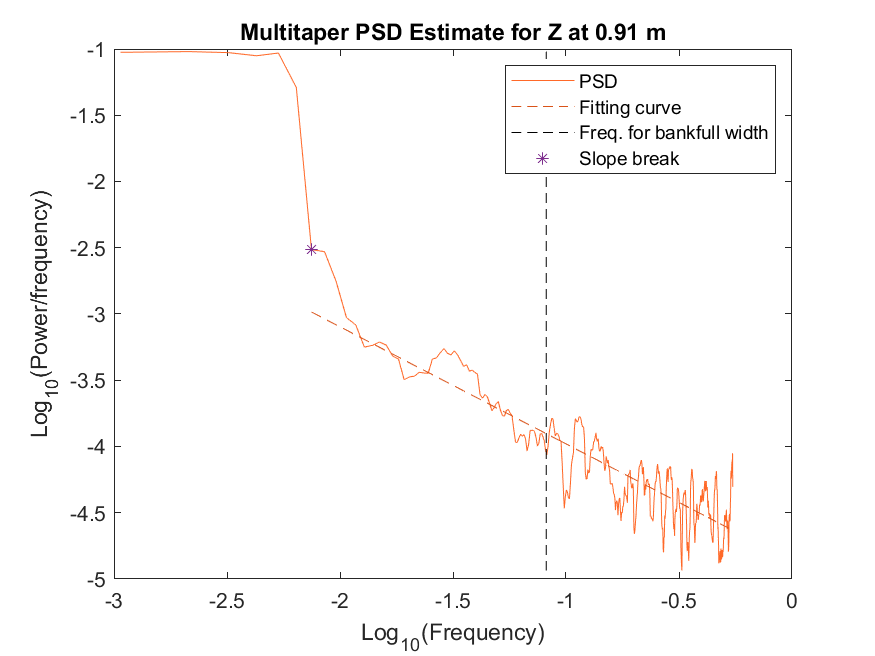 Multitaper PSD Estimate for Z at 0.91 m
-1
-1.5
-2
-2.5
-3
-3.5
-4
-4.5
-5
Log10(Power/frequency)
PSD
Fitting curve
Freq. for bankfull width
Slope break
-3
-2.5
-2
-1.5
-1
-0.5
0
Log10(Frequency)